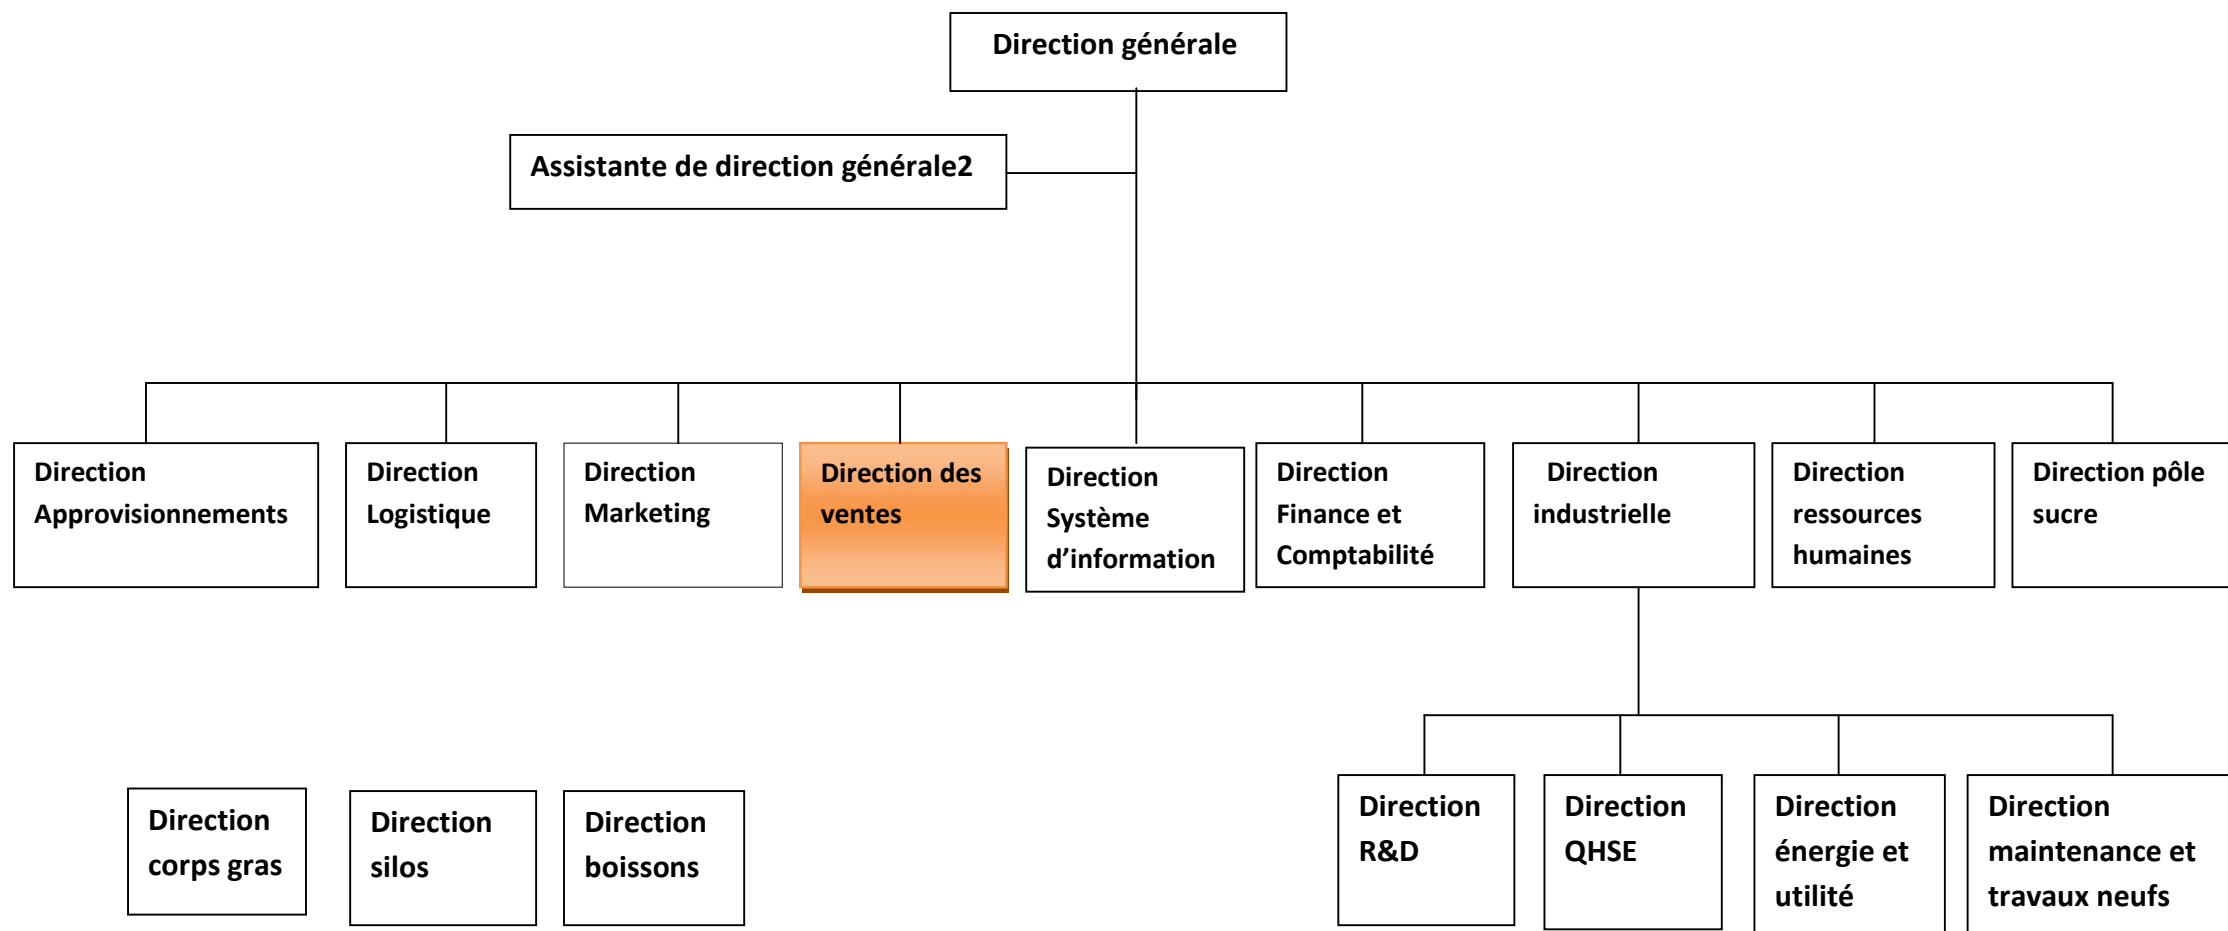 Direction générale
Assistante de direction générale2
Direction
Approvisionnements
Direction
Logistique
Direction
Marketing
Direction des
ventes
Direction
Système
d’information
Direction
Finance et
Comptabilité
Direction
industrielle
Direction
ressources
humaines
Direction pôle
sucre
Direction
corps gras
Direction
silos
Direction
boissons
Direction
R&D
Direction
QHSE
Direction
énergie et
utilité
Direction
maintenance et
travaux neufs